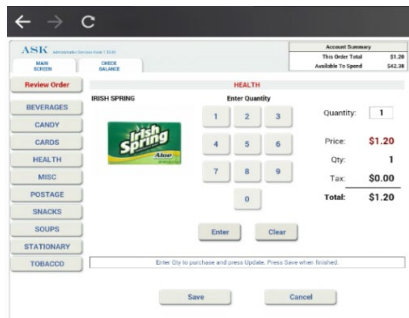 ASK
Account Summary
This Order Total $1.20
Available To Spend $42.30
MAIN SCREEN
CHECK BALANCE
Review Order
HEALTH
IRISH SPRING
Enter Quantity
BEVERAGES
CANDY
CARDS
HEALTH
MISC
POSTAGE
SNACKS
SOUPS
STATIONARY
TOBACCO
Irish
Spring
Aloe
1 2 3
4 5 6
7 8 9
0
Enter Clear
Quantity: 1
Price: $1.20
Qty: 1
Tax: $0.00
Total: $1.20
Enter Qty to purchase and press Update. Press Save when finished.
Save Cancel